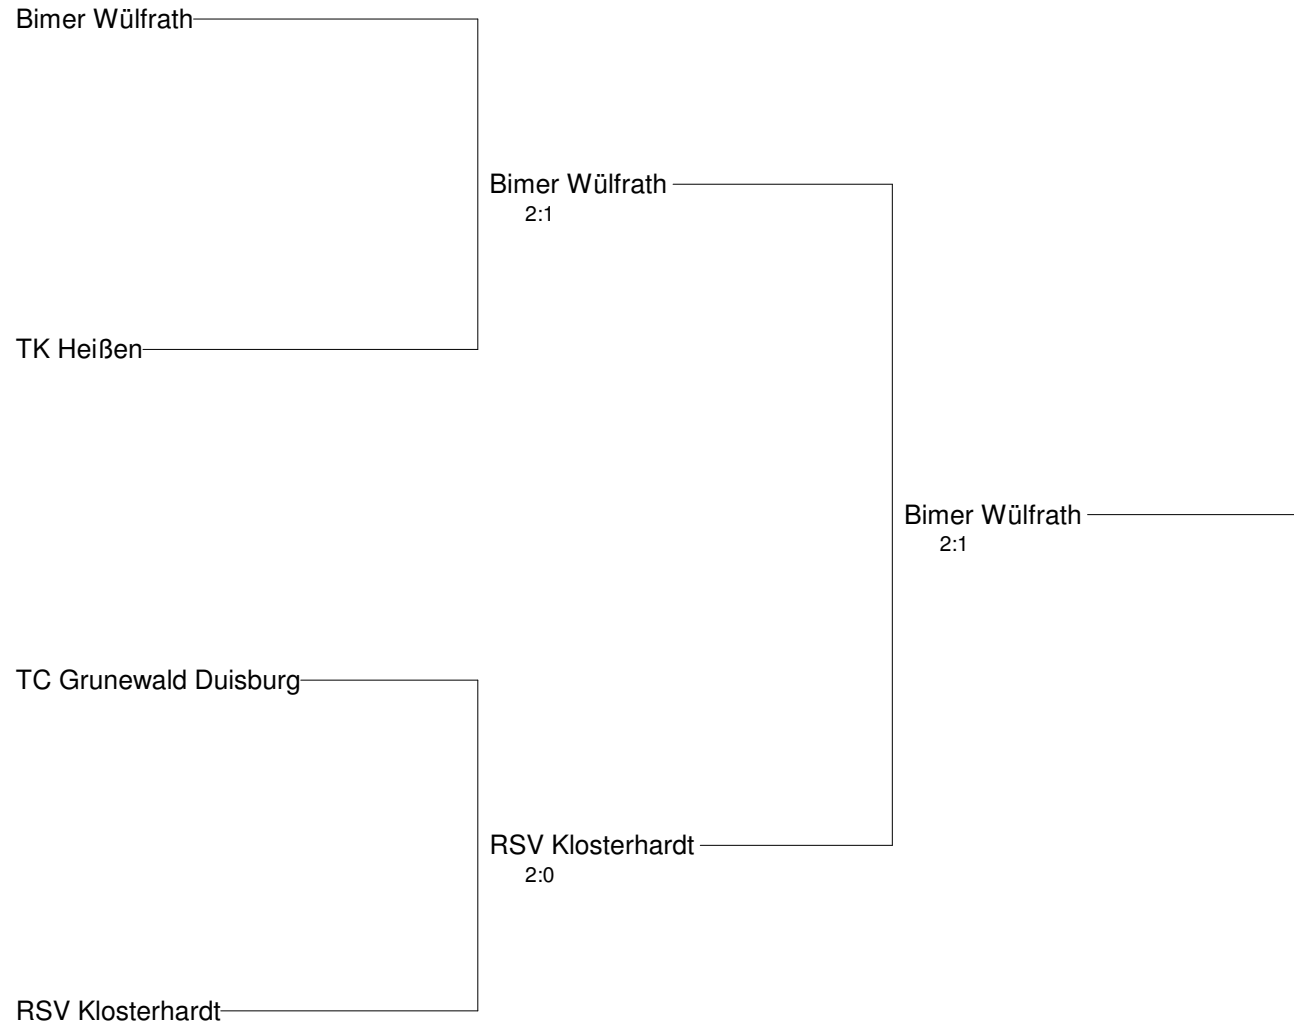 Bimer Wülfrath
Bimer Wülfrath
2:1
TK Heißen
Bimer Wülfrath
2:1
TC Grunewald Duisburg
RSV Klosterhardt
2:0
RSV Klosterhardt